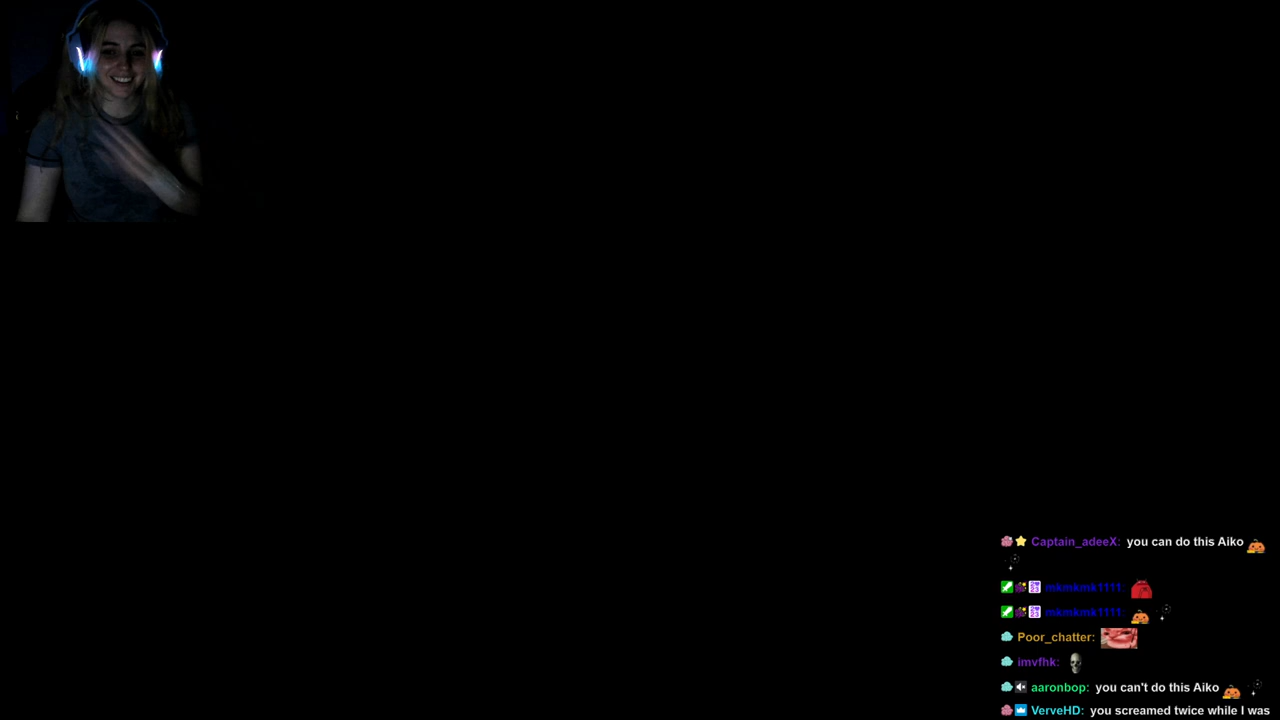 Captain_adeeX: you can do this Aiko
mkmkmk1111:
mkmkmk1111:
Poor_chatter:
imvfhk:
aaronbop: you can't do this Aiko
VerveHD: you screamed twice while I was